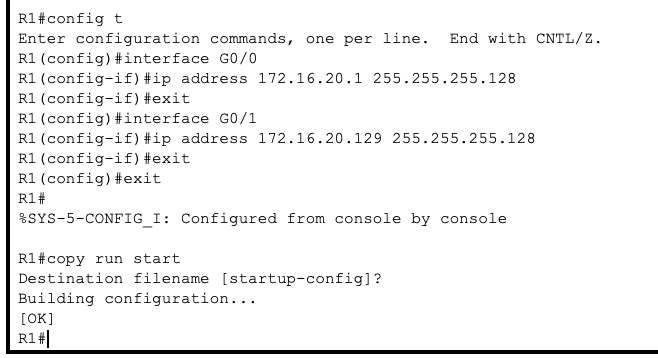 R1#config t
Enter configuration commands, one per line.  End with CNTL/Z.
R1(config)#interface G0/0
R1(config-if)#ip address 172.16.20.1 255.255.255.128
R1(config-if)#exit
R1(config)#interface G0/1
R1(config-if)#ip address 172.16.20.129 255.255.255.128
R1(config-if)#exit
R1(config)#exit
R1#
%SYS-5-CONFIG_I: Configured from console by console
R1#copy run start
Destination filename [startup-config]?
Building configuration...
[OK]
R1#